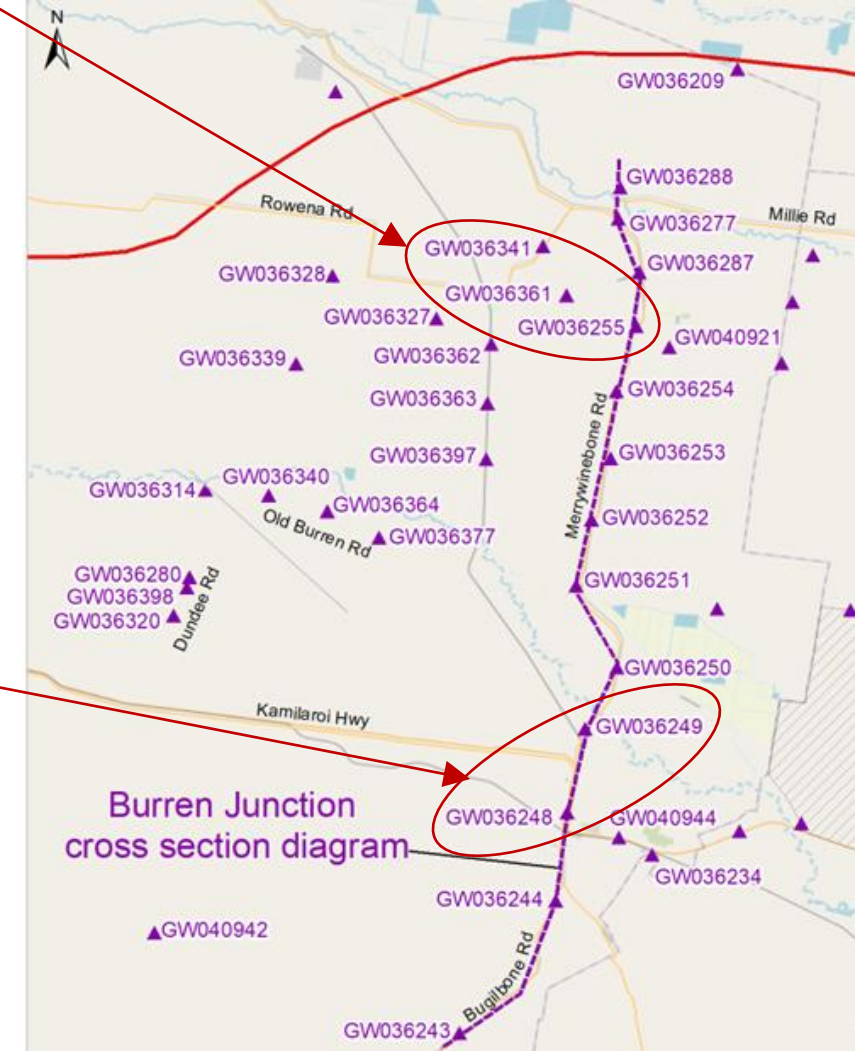 N
GW036209
GW036288
Rowena Rd
Millie Rd
GW036277
GW036341
GW036287
GW036328
GW036361
GW036327
GW036255
GW040921
GW036362
GW036339
GW036363
GW036254
Merrywinebone Rd
GW036397
GW036253
GW036340
GW036314
GW036364
GW036252
Old Burren Rd
GW036377
GW036280
GW036251
GW036398
GW036320
Dundee Rd
GW036250
Kamilaroi Hwy
GW036249
Burren Junction
cross section diagram
GW036248
GW040944
GW036234
GW036244
GW040942
Bugilbone Rd
GW036243